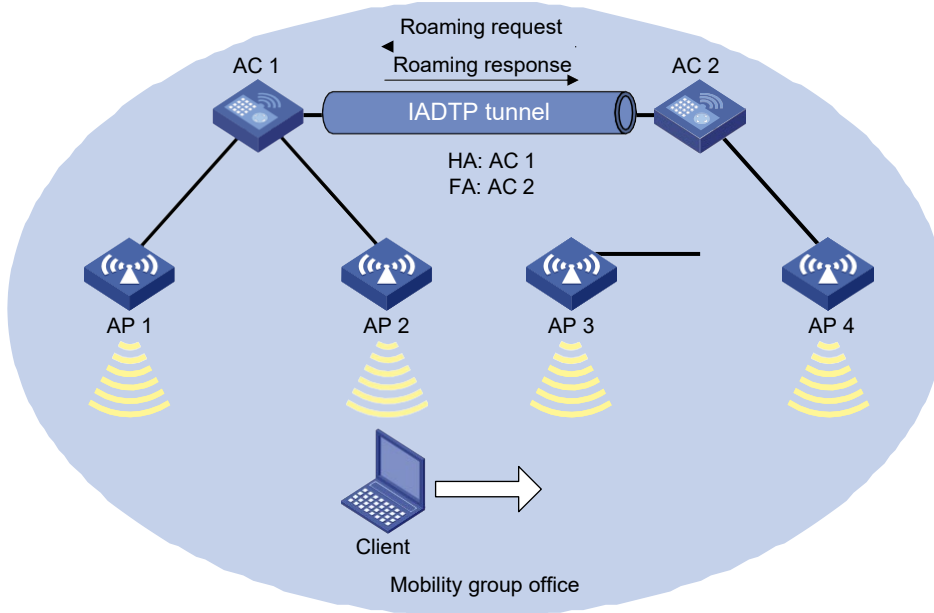 Roaming request
AC 1
Roaming response
AC 2
IADTP tunnel
HA: AC 1
FA: AC 2
AP 1
AP 2
AP 3
AP 4
Client
Mobility group office